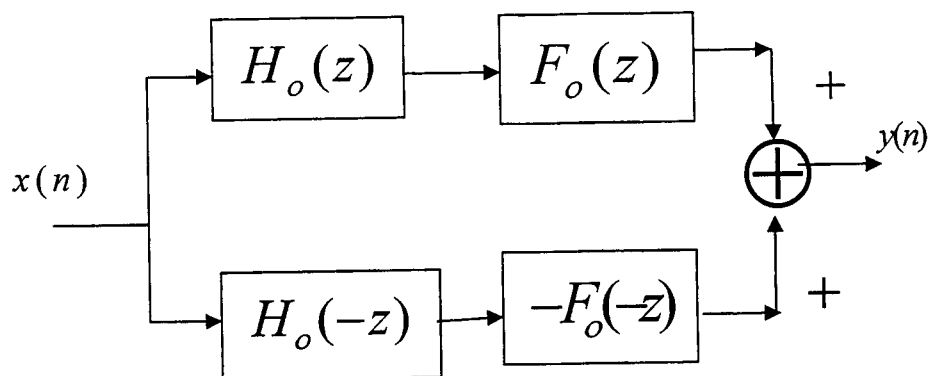 H_o(z)
F_o(z)
+
y(n)
x(n)
+
H_o(-z)
-F_o(-z)